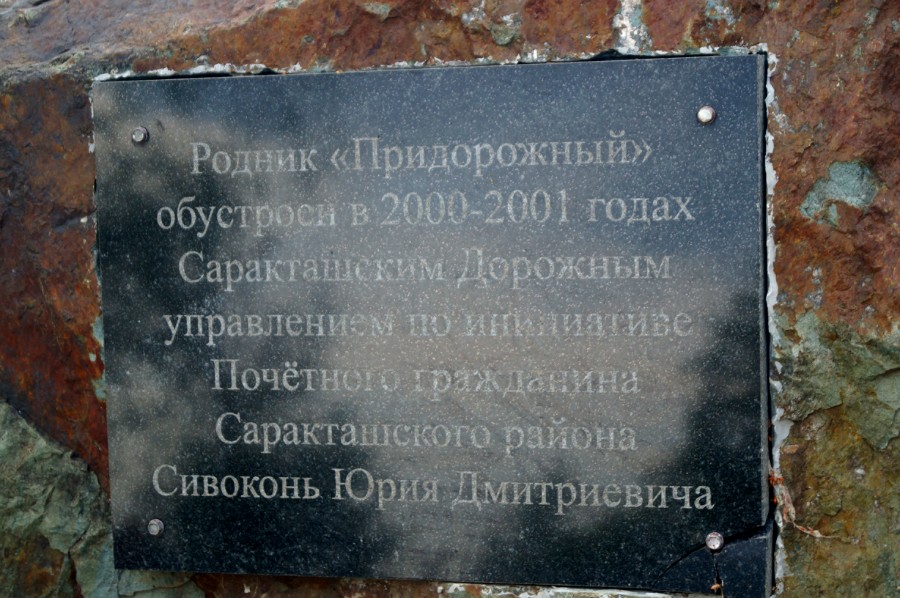 Родник «Придорожный»
обустроен в 2000-2001 годах
Саракташским Дорожным
управлением по инициативе
Почётного гражданина
Саракташского района
Сивоконь Юрия Дмитриевича